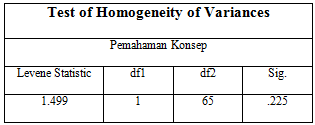 Test of Homogeneity of Variances
Pemahaman Konsep
Levene Statistic df1 df2 Sig.
1.499 1 65 .225